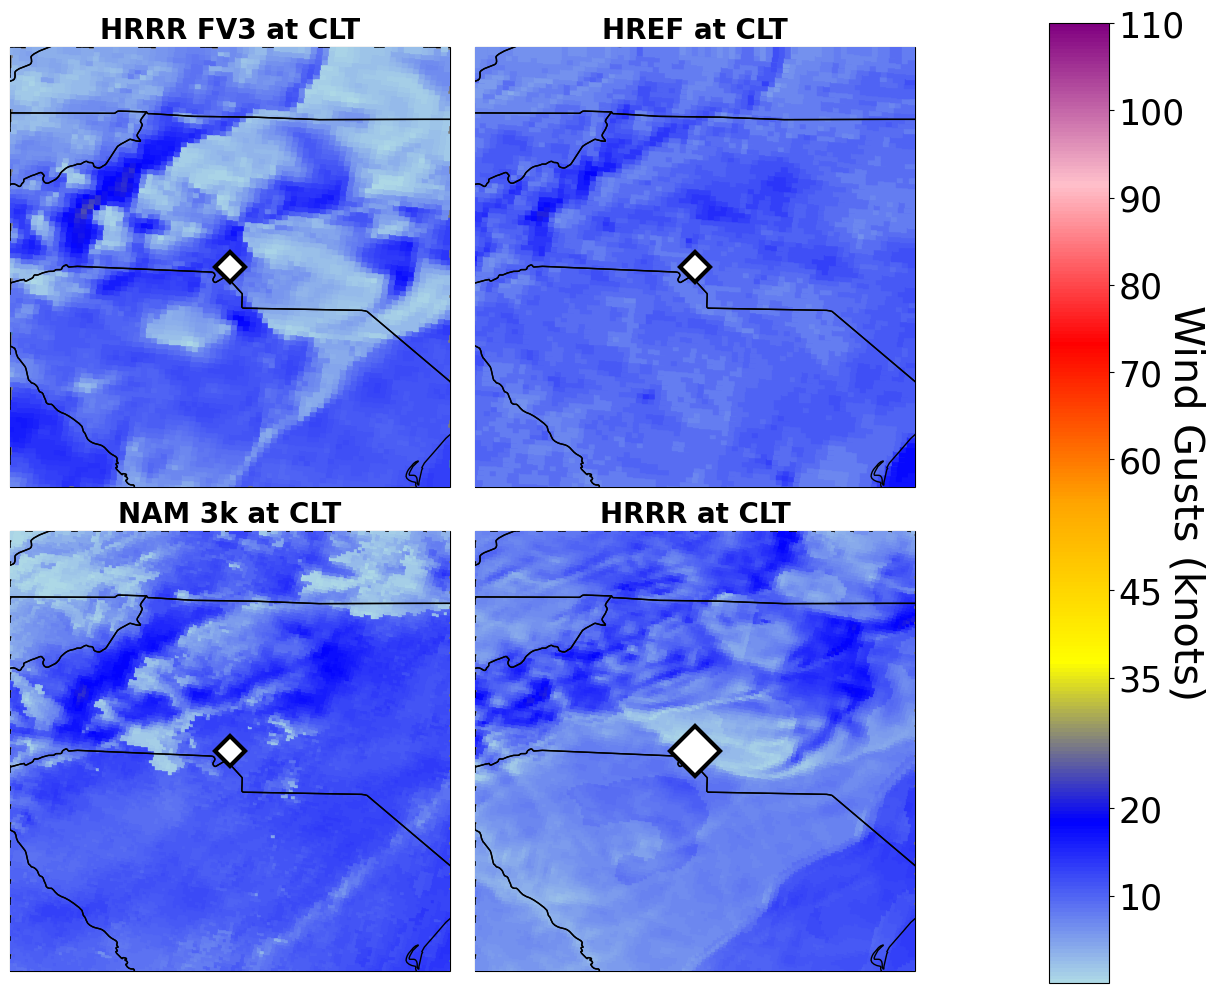 HRRR FV3 at CLT
HREF at CLT
NAM 3k at CLT
HRRR at CLT
110
100
90
80
70
60
45
35
20
10
Wind Gusts (knots)